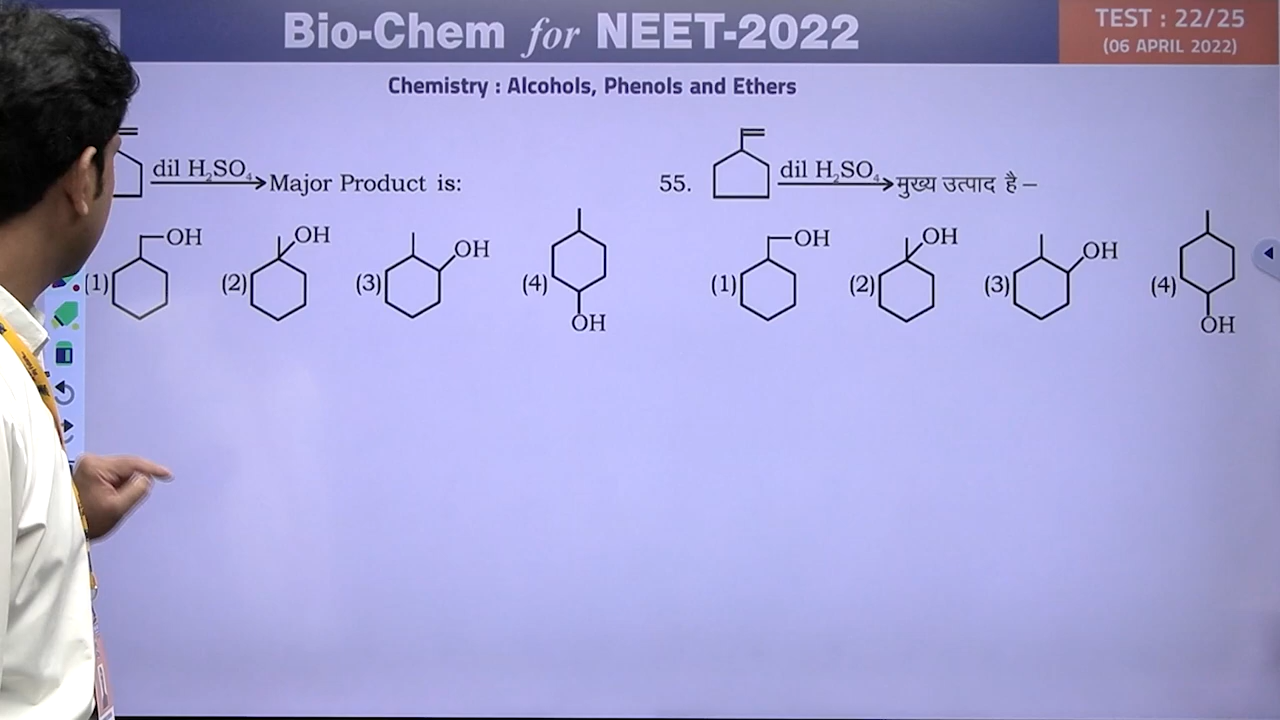 Bio-Chem for NEET-2022
TEST : 22/25
(06 APRIL 2022)
Chemistry : Alcohols, Phenols and Ethers
dil H₂SO₄ Major Product is:
(1) OH
(2) OH
(3) OH
(4) OH
55. dil H₂SO₄ मुख्य उत्पाद है –
(1) OH
(2) OH
(3) OH
(4) OH